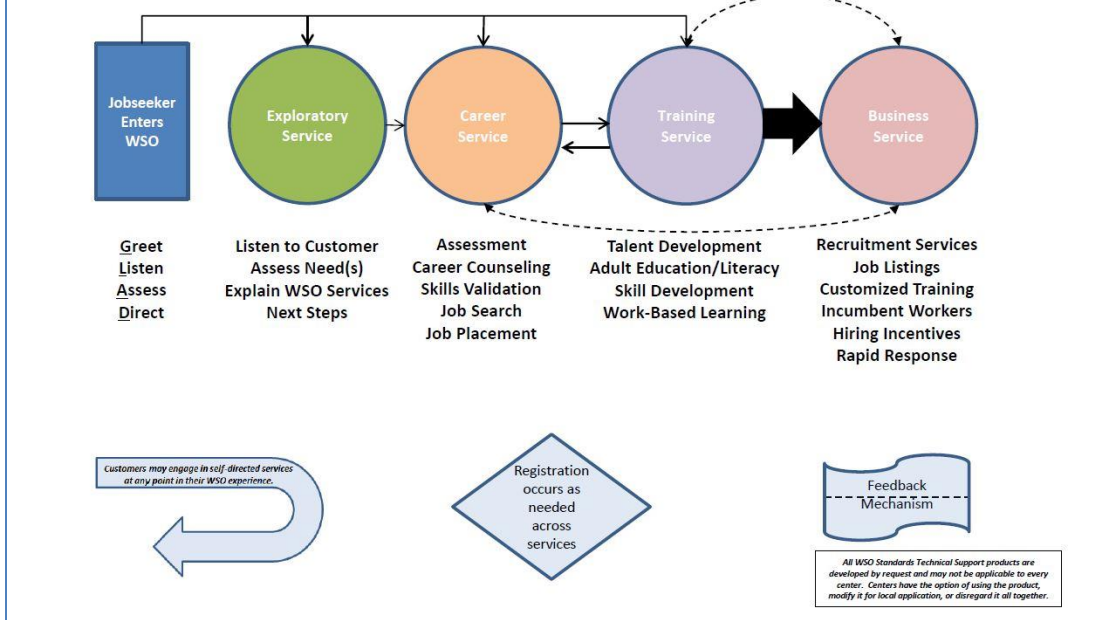 Jobseeker
Enters
WSO
Exploratory
Service
Career
Service
Training
Service
Business
Service
Greet
Listen
Assess
Direct
Listen to Customer
Assess Need(s)
Explain WSO Services
Next Steps
Assessment
Career Counseling
Skills Validation
Job Search
Job Placement
Talent Development
Adult Education/Literacy
Skill Development
Work-Based Learning
Recruitment Services
Job Listings
Customized Training
Incumbent Workers
Hiring Incentives
Rapid Response
Customers may engage in self-directed services
at any point in their WSO experience.
Registration
occurs as
needed
across
services
Feedback
Mechanism
All WSO Standards Technical Support products are
developed by request and may not be applicable to every
center. Centers have the option of using the product,
modify it for local application, or disregard it all together.